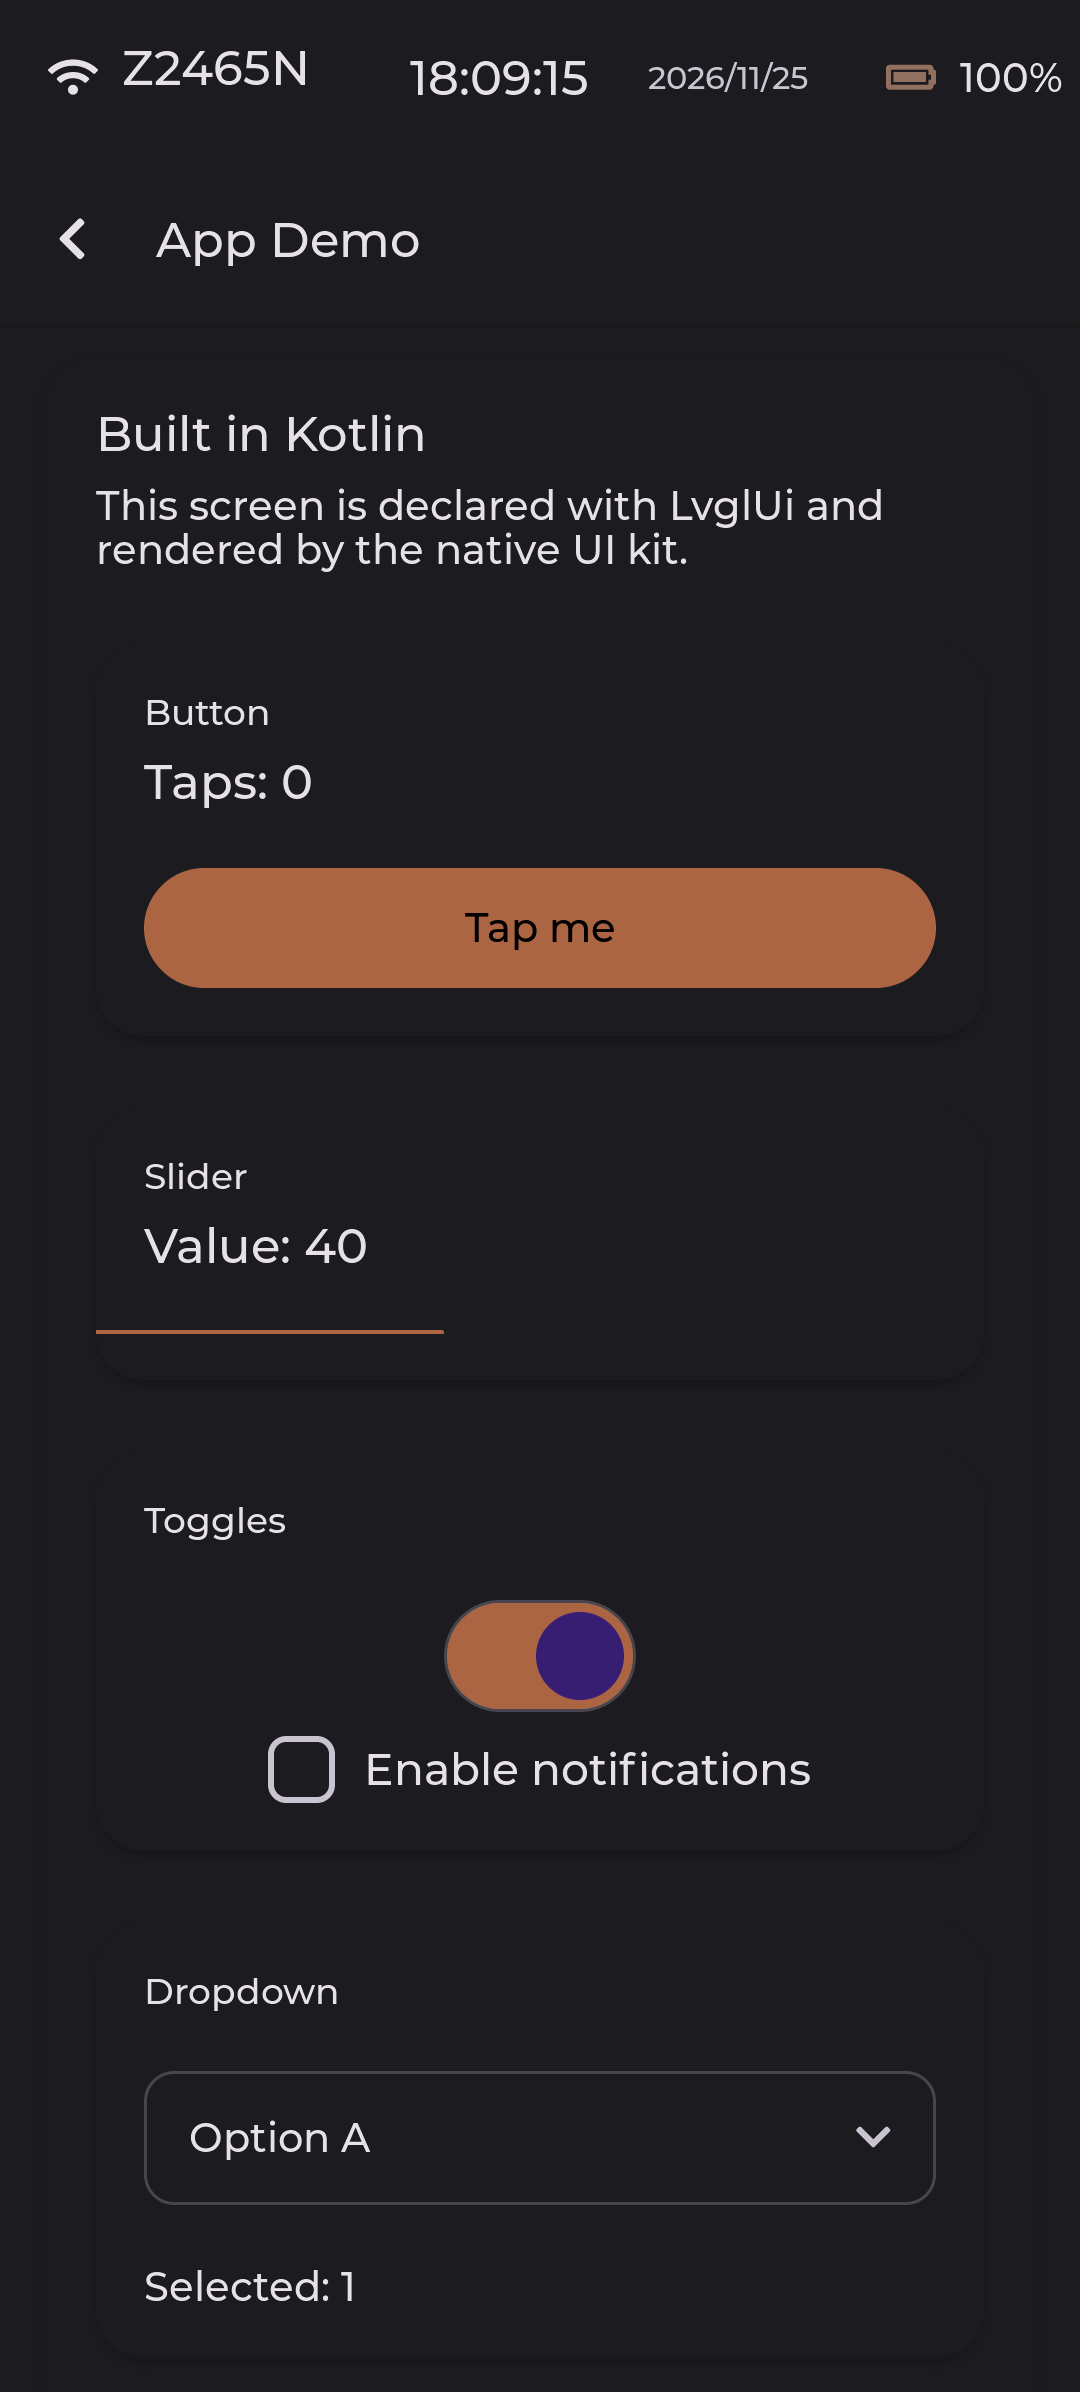 Z2465N 18:09:15 2026/11/25 100%
App Demo
Built in Kotlin
This screen is declared with LvglUi and
rendered by the native UI kit.
Button
Taps: 0
Tap me
Slider
Value: 40
Toggles
Enable notifications
Dropdown
Option A
Selected: 1